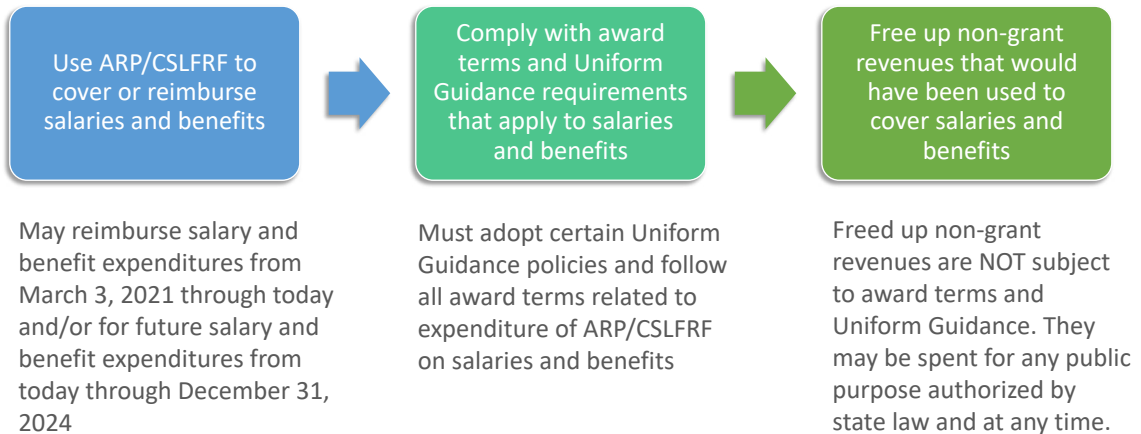 Use ARP/CSLFRF to
cover or reimburse
salaries and benefits
Comply with award
terms and Uniform
Guidance requirements
that apply to salaries
and benefits
Free up non-grant
revenues that would
have been used to
cover salaries and
benefits
May reimburse salary and
benefit expenditures from
March 3, 2021 through today
and/or for future salary and
benefit expenditures from
today through December 31,
2024
Must adopt certain Uniform
Guidance policies and follow
all award terms related to
expenditure of ARP/CSLFRF
on salaries and benefits
Freed up non-grant
revenues are NOT subject
to award terms and
Uniform Guidance. They
may be spent for any public
purpose authorized by
state law and at any time.